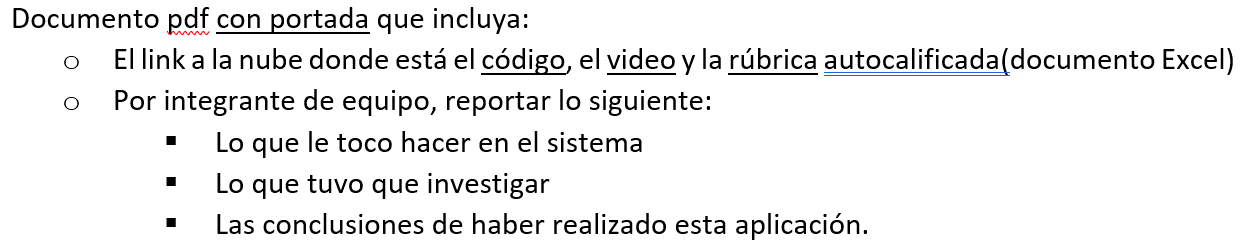 Documento pdf con portada que incluya:
o El link a la nube donde está el código, el video y la rúbrica autocalificada(documento Excel)
o Por integrante de equipo, reportar lo siguiente:
▪ Lo que le toco hacer en el sistema
▪ Lo que tuvo que investigar
▪ Las conclusiones de haber realizado esta aplicación.